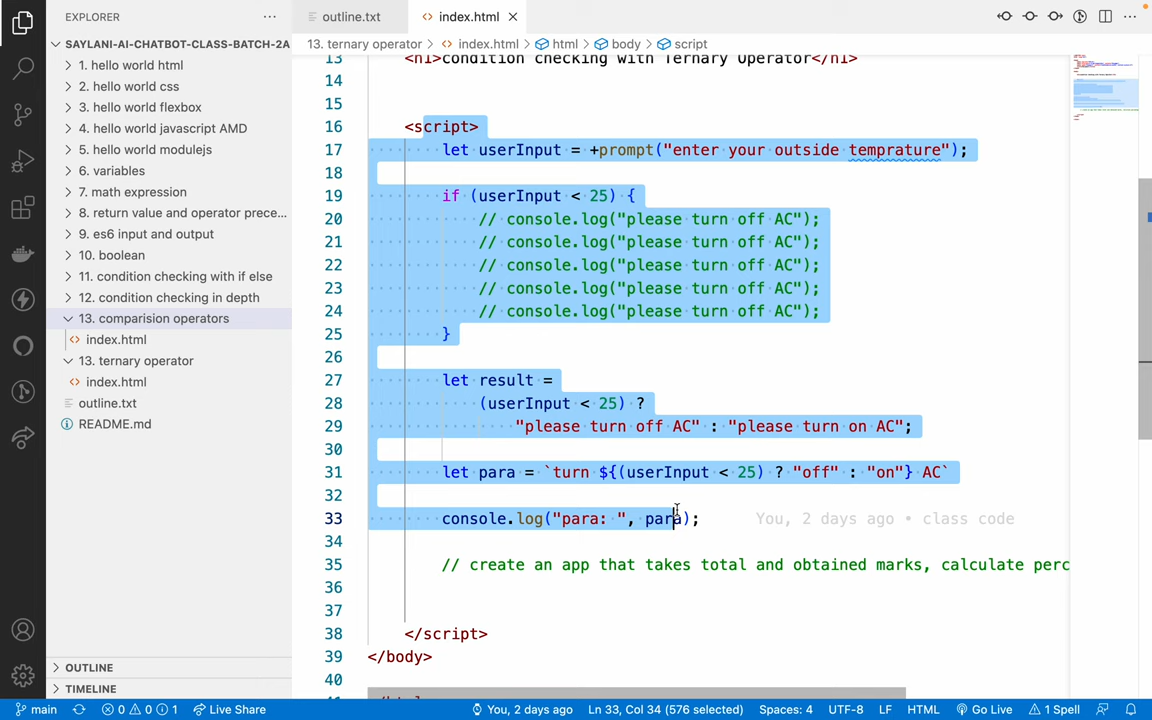 EXPLORER
SAYLANI-AI-CHATBOT-CLASS-BATCH-2A
1. hello world html
2. hello world css
3. hello world flexbox
4. hello world javascript AMD
5. hello world modulejs
6. variables
7. math expression
8. return value and operator prece...
9. es6 input and output
10. boolean
11. condition checking with if else
12. condition checking in depth
13. comparision operators
index.html
13. ternary operator
index.html
outline.txt
README.md
OUTLINE
TIMELINE
outline.txt index.html
13. ternary operator > index.html > html > body > script
13 <h1>condition checking with Ternary Operator</h1>
14
15
16 <script>
17 let userInput = +prompt("enter your outside temprature");
18
19 if (userInput < 25) {
20 // console.log("please turn off AC");
21 // console.log("please turn off AC");
22 // console.log("please turn off AC");
23 // console.log("please turn off AC");
24 // console.log("please turn off AC");
25 }
26
27 let result =
28 (userInput < 25) ?
29 "please turn off AC" : "please turn on AC";
30
31 let para = `turn ${(userInput < 25) ? "off" : "on"} AC`
32
33 console.log("para: ", para); You, 2 days ago • class code
34
35 // create an app that takes total and obtained marks, calculate perc
36
37
38 </script>
39 </body>
40
main 0 0 1 Live Share You, 2 days ago Ln 33, Col 34 (576 selected) Spaces: 4 UTF-8 LF HTML Go Live 1 Spell